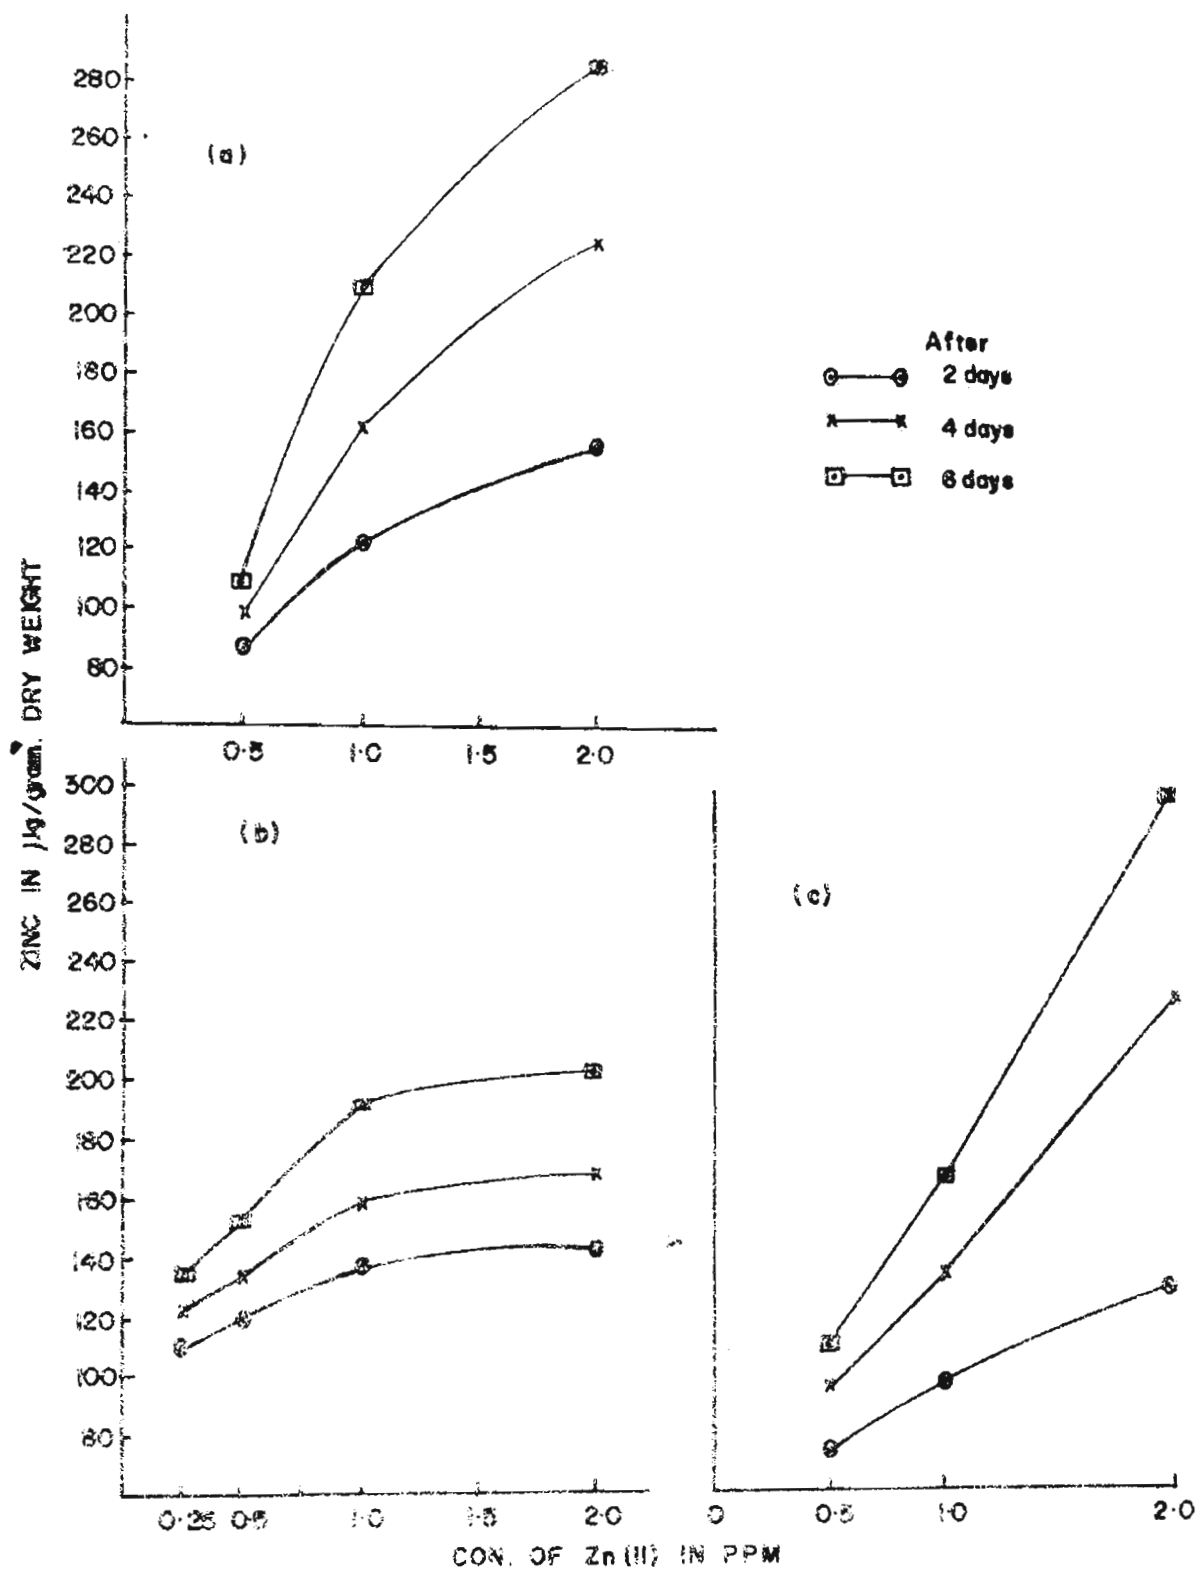 280
260
(a)
240
220
200
180
160
140
120
100
80
0.5 1.0 1.5 2.0
After
2 days
4 days
6 days
ZINC IN µg/gram. DRY WEIGHT
300
280
(b)
260
240
220
200
180
160
140
120
100
80
0.25 0.5 1.0 1.5 2.0
(c)
0 0.5 1.0 2.0
CON. OF Zn(II) IN PPM